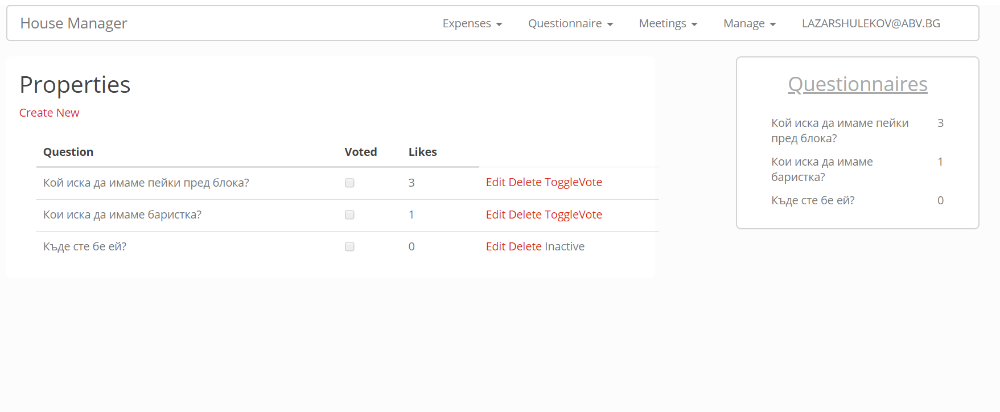 House Manager Expenses Questionnaire Meetings Manage LAZARSHULEKOV@ABV.BG
Properties
Create New
Question Voted Likes
Кой иска да имаме пейки пред блока? 3 Edit Delete ToggleVote
Кои иска да имаме баристка? 1 Edit Delete ToggleVote
Къде сте бе ей? 0 Edit Delete Inactive
Questionnaires
Кой иска да имаме пейки 3
пред блока?
Кои иска да имаме 1
баристка?
Къде сте бе ей? 0